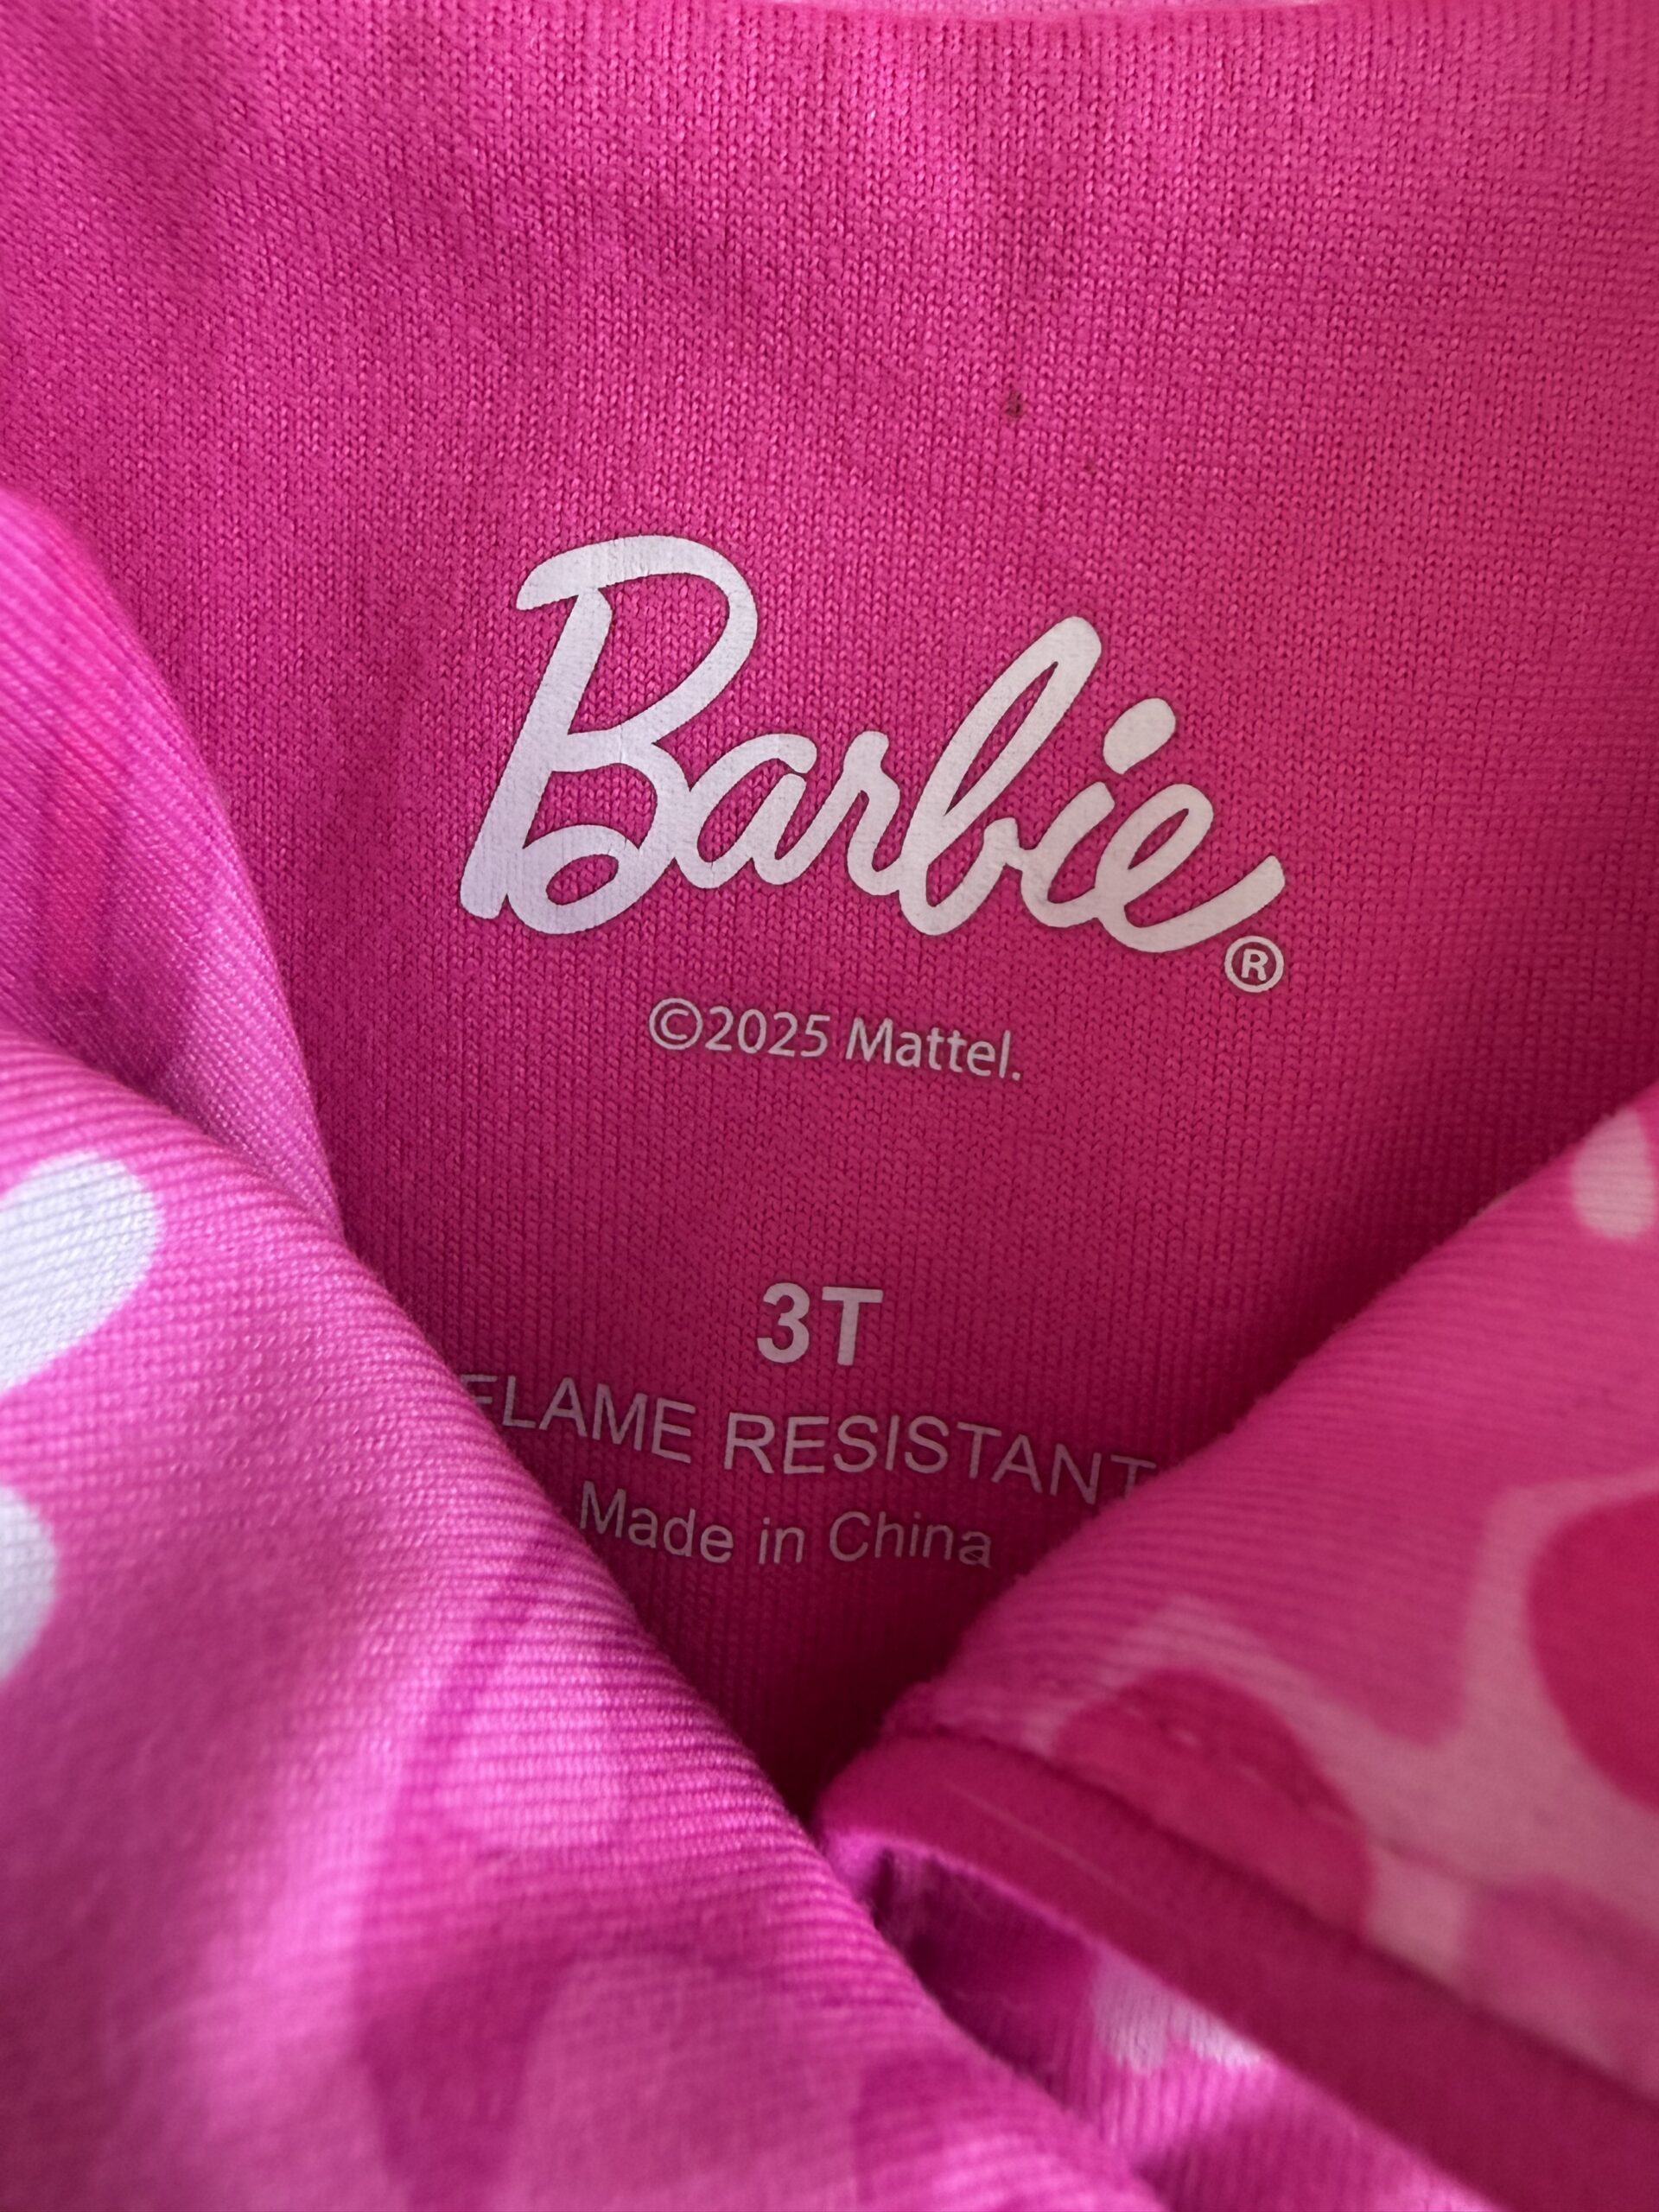 Barbie®
©2025 Mattel.
3T
FLAME RESISTANT
Made in China